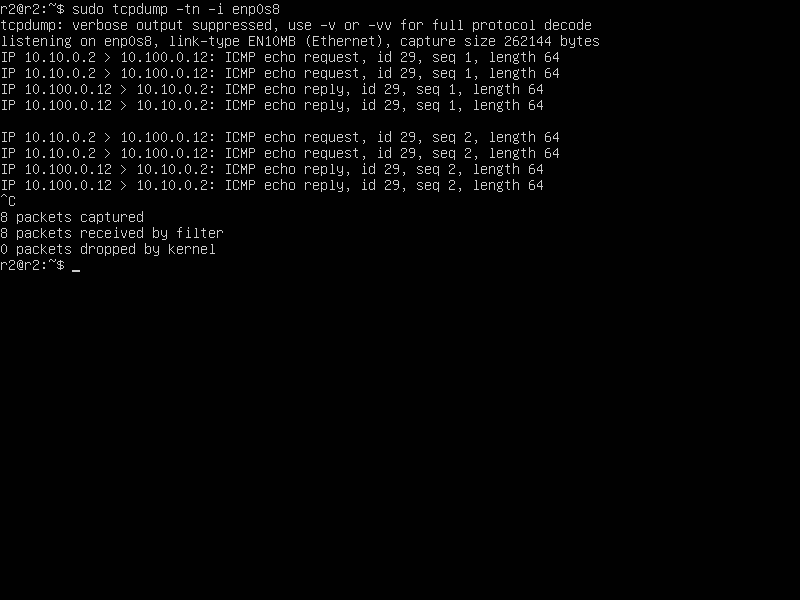 r2@r2:~$ sudo tcpdump -tn -i enp0s8
tcpdump: verbose output suppressed, use -v or -vv for full protocol decode
listening on enp0s8, link-type EN10MB (Ethernet), capture size 262144 bytes
IP 10.10.0.2 > 10.100.0.12: ICMP echo request, id 29, seq 1, length 64
IP 10.10.0.2 > 10.100.0.12: ICMP echo request, id 29, seq 1, length 64
IP 10.100.0.12 > 10.10.0.2: ICMP echo reply, id 29, seq 1, length 64
IP 10.100.0.12 > 10.10.0.2: ICMP echo reply, id 29, seq 1, length 64

IP 10.10.0.2 > 10.100.0.12: ICMP echo request, id 29, seq 2, length 64
IP 10.10.0.2 > 10.100.0.12: ICMP echo request, id 29, seq 2, length 64
IP 10.100.0.12 > 10.10.0.2: ICMP echo reply, id 29, seq 2, length 64
IP 10.100.0.12 > 10.10.0.2: ICMP echo reply, id 29, seq 2, length 64
^C
8 packets captured
8 packets received by filter
0 packets dropped by kernel
r2@r2:~$ _